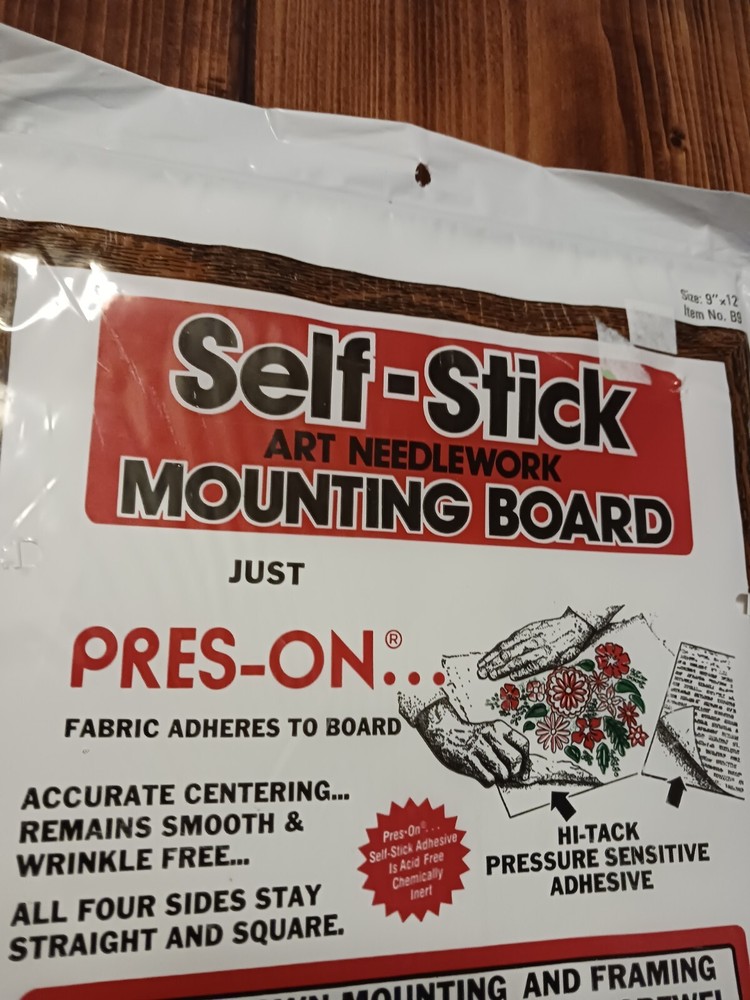 Size: 9"x12
Item No. B9
Self-Stick
ART NEEDLEWORK
MOUNTING BOARD
JUST
PRES-ON®...
FABRIC ADHERES TO BOARD
ACCURATE CENTERING...
REMAINS SMOOTH &
WRINKLE FREE...
ALL FOUR SIDES STAY
STRAIGHT AND SQUARE.
Pres-On®...
Self-Stick Adhesive
Is Acid Free
Chemically
Inert
HI-TACK
PRESSURE SENSITIVE
ADHESIVE
MOUNTING AND FRAMING